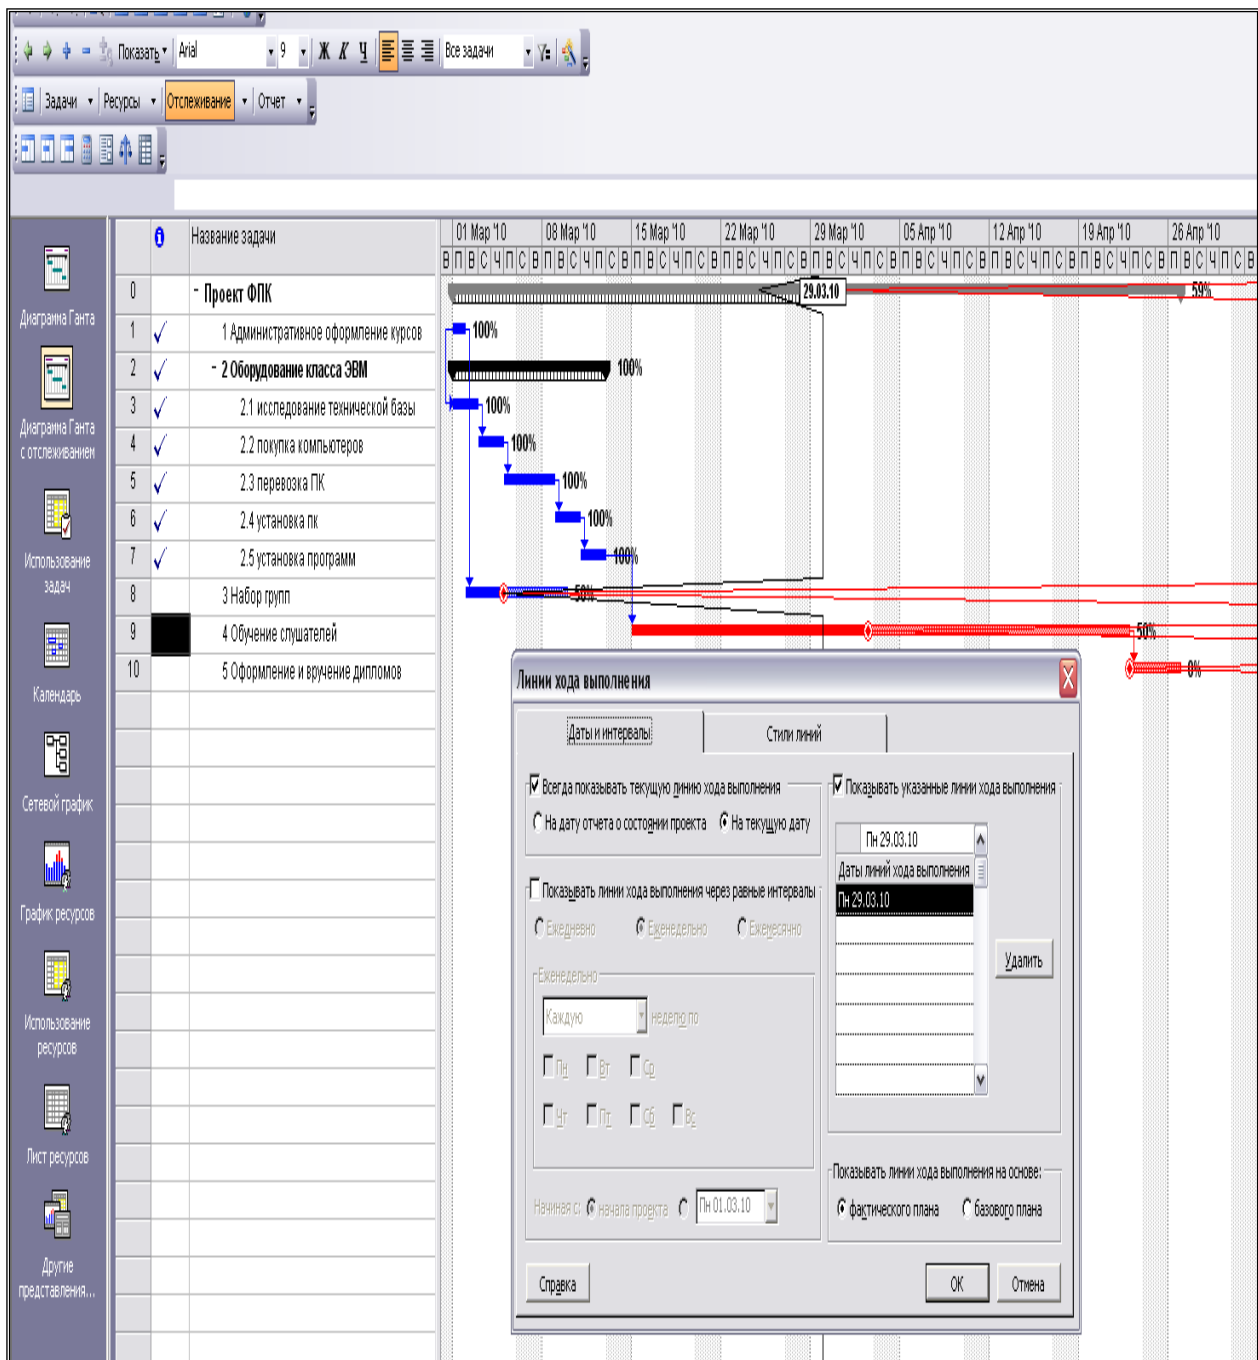 Показать Arial 9 Ж К Ч Все задачи
Задачи Ресурсы Отслеживание Отчет
Название задачи 01 Мар '10 08 Мар '10 15 Мар '10 22 Мар '10 29 Мар '10 05 Апр '10 12 Апр '10 19 Апр '10 26 Апр '10
В П В С Ч П С В П В С Ч П С В П В С Ч П С В П В С Ч П С В П В С Ч П С В П В С Ч П С В П В С Ч П С В П В С Ч П С В П В С Ч П С В
0 - Проект ФПК 29.03.10 59%
1 1 Административное оформление курсов 100%
2 - 2 Оборудование класса ЭВМ 100%
3 2.1 исследование технической базы 100%
4 2.2 покупка компьютеров 100%
5 2.3 перевозка ПК 100%
6 2.4 установка пк 100%
7 2.5 установка программ 100%
8 3 Набор групп 50%
9 4 Обучение слушателей 50%
10 5 Оформление и вручение дипломов 0%
Диаграмма Ганта
Диаграмма Ганта
с отслеживанием
Использование
задач
Календарь
Сетевой график
График ресурсов
Использование
ресурсов
Лист ресурсов
Другие
представления...
Линии хода выполнения
Даты и интервалы Стили линий
Всегда показывать текущую линию хода выполнения
На дату отчета о состоянии проекта На текущую дату
Показывать линии хода выполнения через равные интервалы
Ежедневно Еженедельно Ежемесячно
Еженедельно
Каждую неделю по
Пн Вт Ср
Чт Пт Сб Вс
Начиная с: начала проекта Пн 01.03.10
Показывать указанные линии хода выполнения
Пн 29.03.10
Даты линий хода выполнения
Пн 29.03.10
Удалить
Показывать линии хода выполнения на основе:
фактического плана базового плана
Справка ОК Отмена